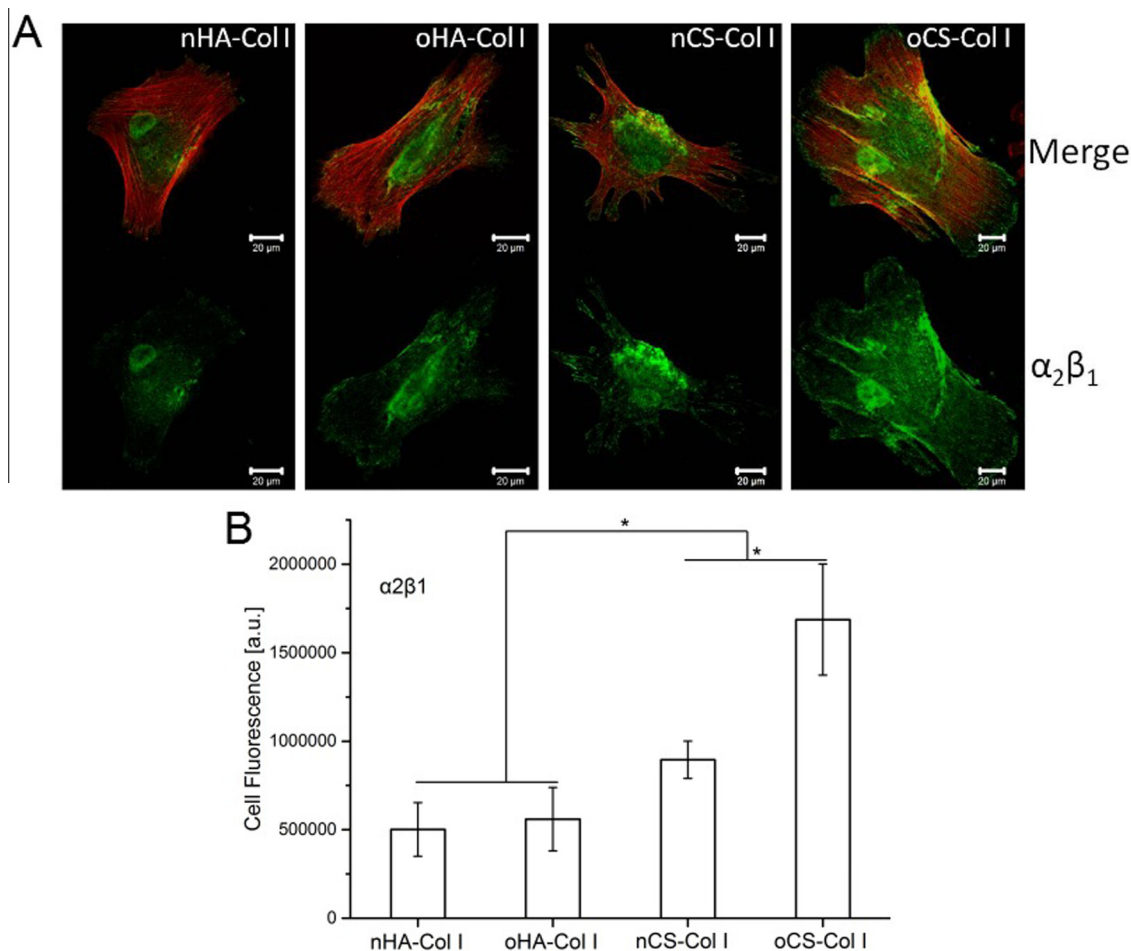 A
nHA-Col I oHA-Col I nCS-Col I oCS-Col I
Merge
20 µm 20 µm 20 µm 20 µm
α₂β₁
20 µm 20 µm 20 µm 20 µm
B
* 
*
2000000
α2β1
1500000
1000000
500000
0
Cell Fluorescence [a.u.]
nHA-Col I oHA-Col I nCS-Col I oCS-Col I